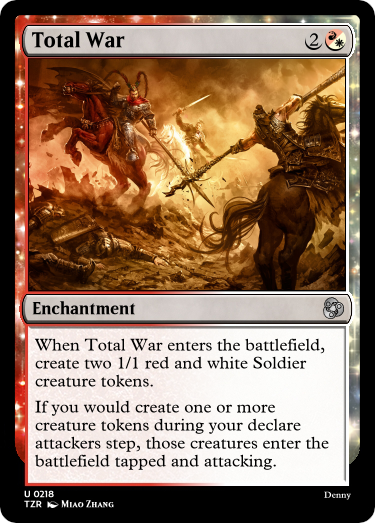 Total War 2
Enchantment
When Total War enters the battlefield,
create two 1/1 red and white Soldier
creature tokens.
If you would create one or more
creature tokens during your declare
attackers step, those creatures enter the
battlefield tapped and attacking.
U 0218 Denny
TZR Miao Zhang